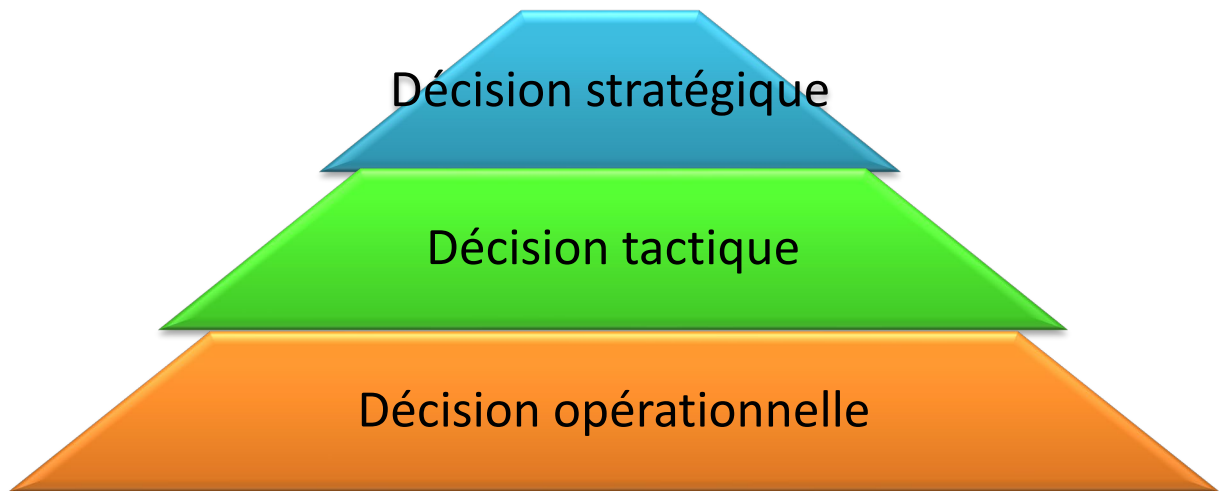 Décision stratégique
Décision tactique
Décision opérationnelle